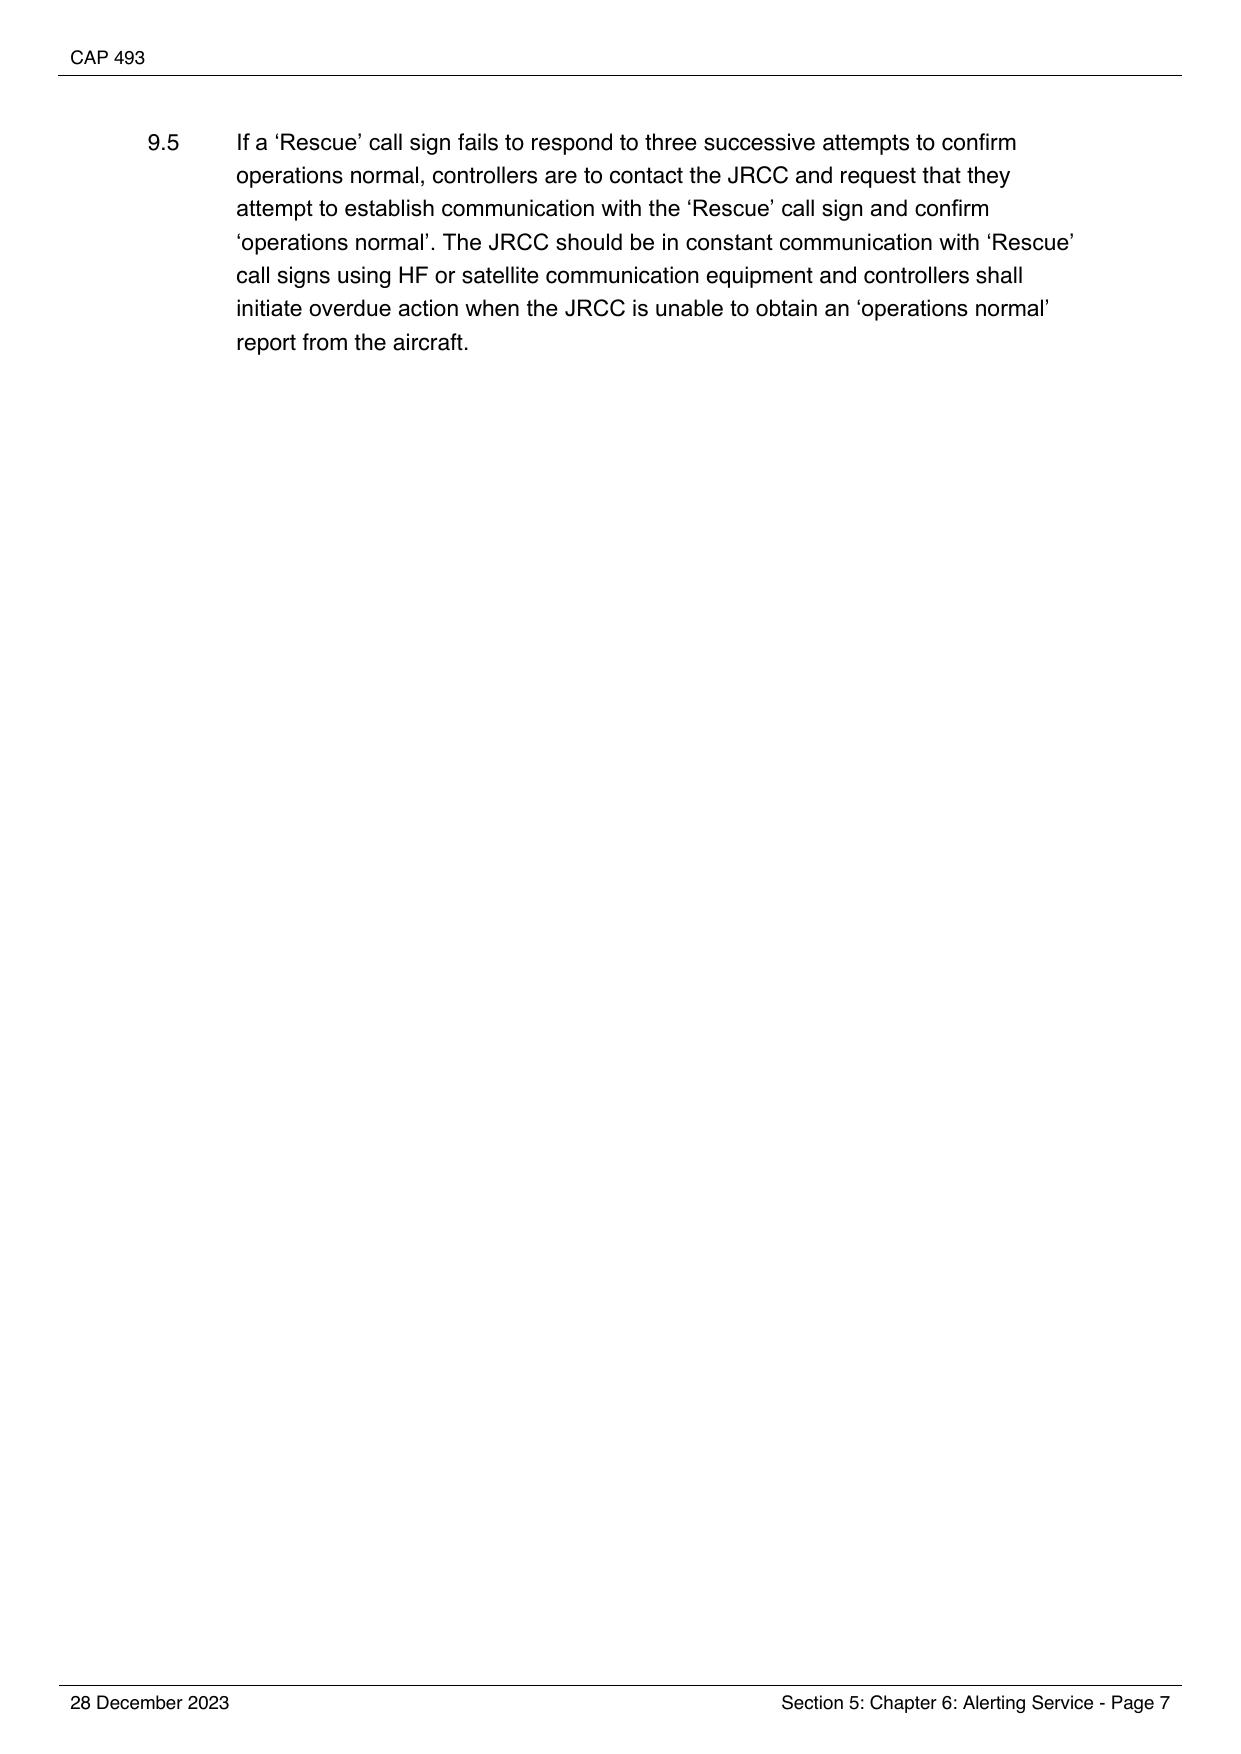 CAP 493
9.5 If a ‘Rescue’ call sign fails to respond to three successive attempts to confirm
operations normal, controllers are to contact the JRCC and request that they
attempt to establish communication with the ‘Rescue’ call sign and confirm
‘operations normal’. The JRCC should be in constant communication with ‘Rescue’
call signs using HF or satellite communication equipment and controllers shall
initiate overdue action when the JRCC is unable to obtain an ‘operations normal’
report from the aircraft.
28 December 2023 Section 5: Chapter 6: Alerting Service - Page 7